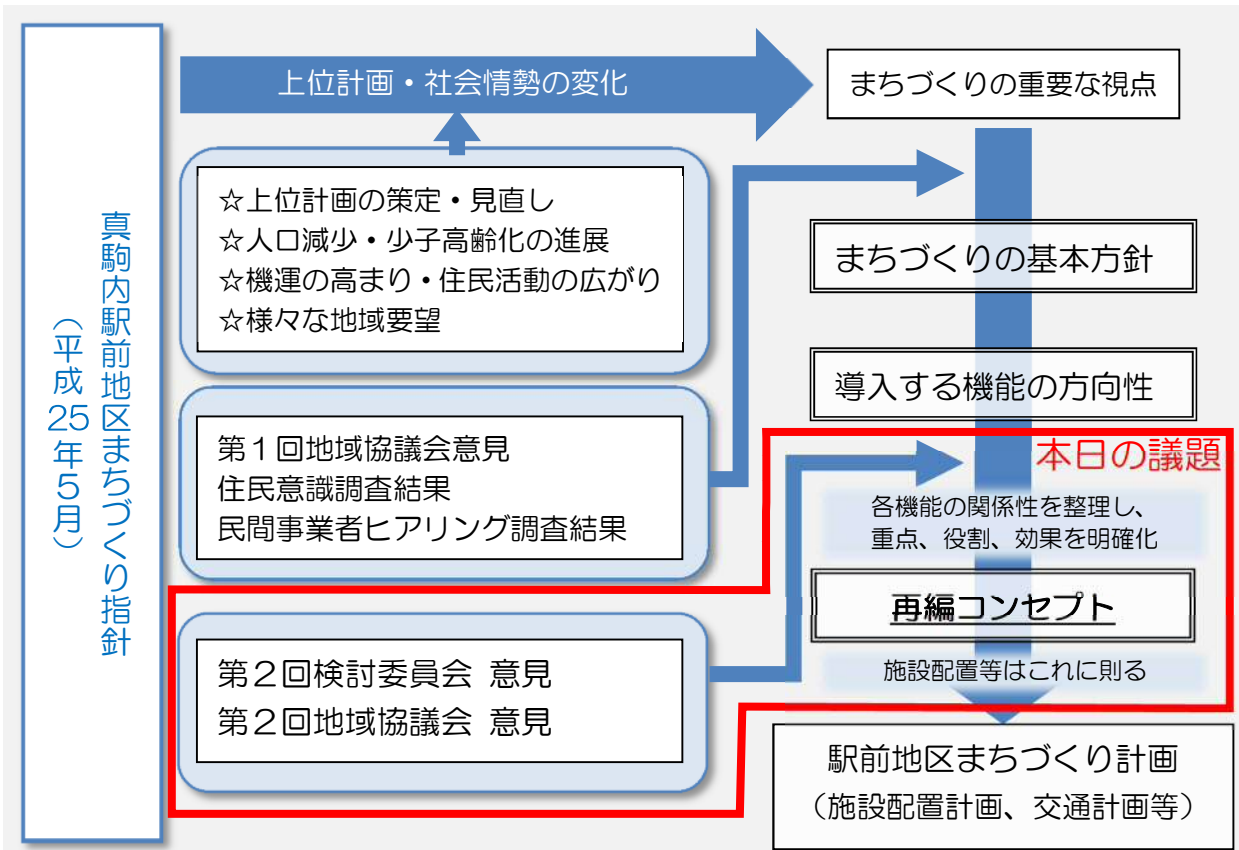 真駒内駅前地区まちづくり指針
（平成25年５月）
上位計画・社会情勢の変化
☆上位計画の策定・見直し
☆人口減少・少子高齢化の進展
☆機運の高まり・住民活動の広がり
☆様々な地域要望
第１回地域協議会意見
住民意識調査結果
民間事業者ヒアリング調査結果
第２回検討委員会 意見
第２回地域協議会 意見
まちづくりの重要な視点
まちづくりの基本方針
導入する機能の方向性
本日の議題
各機能の関係性を整理し、
重点、役割、効果を明確化
再編コンセプト
施設配置等はこれに則る
駅前地区まちづくり計画
（施設配置計画、交通計画等）